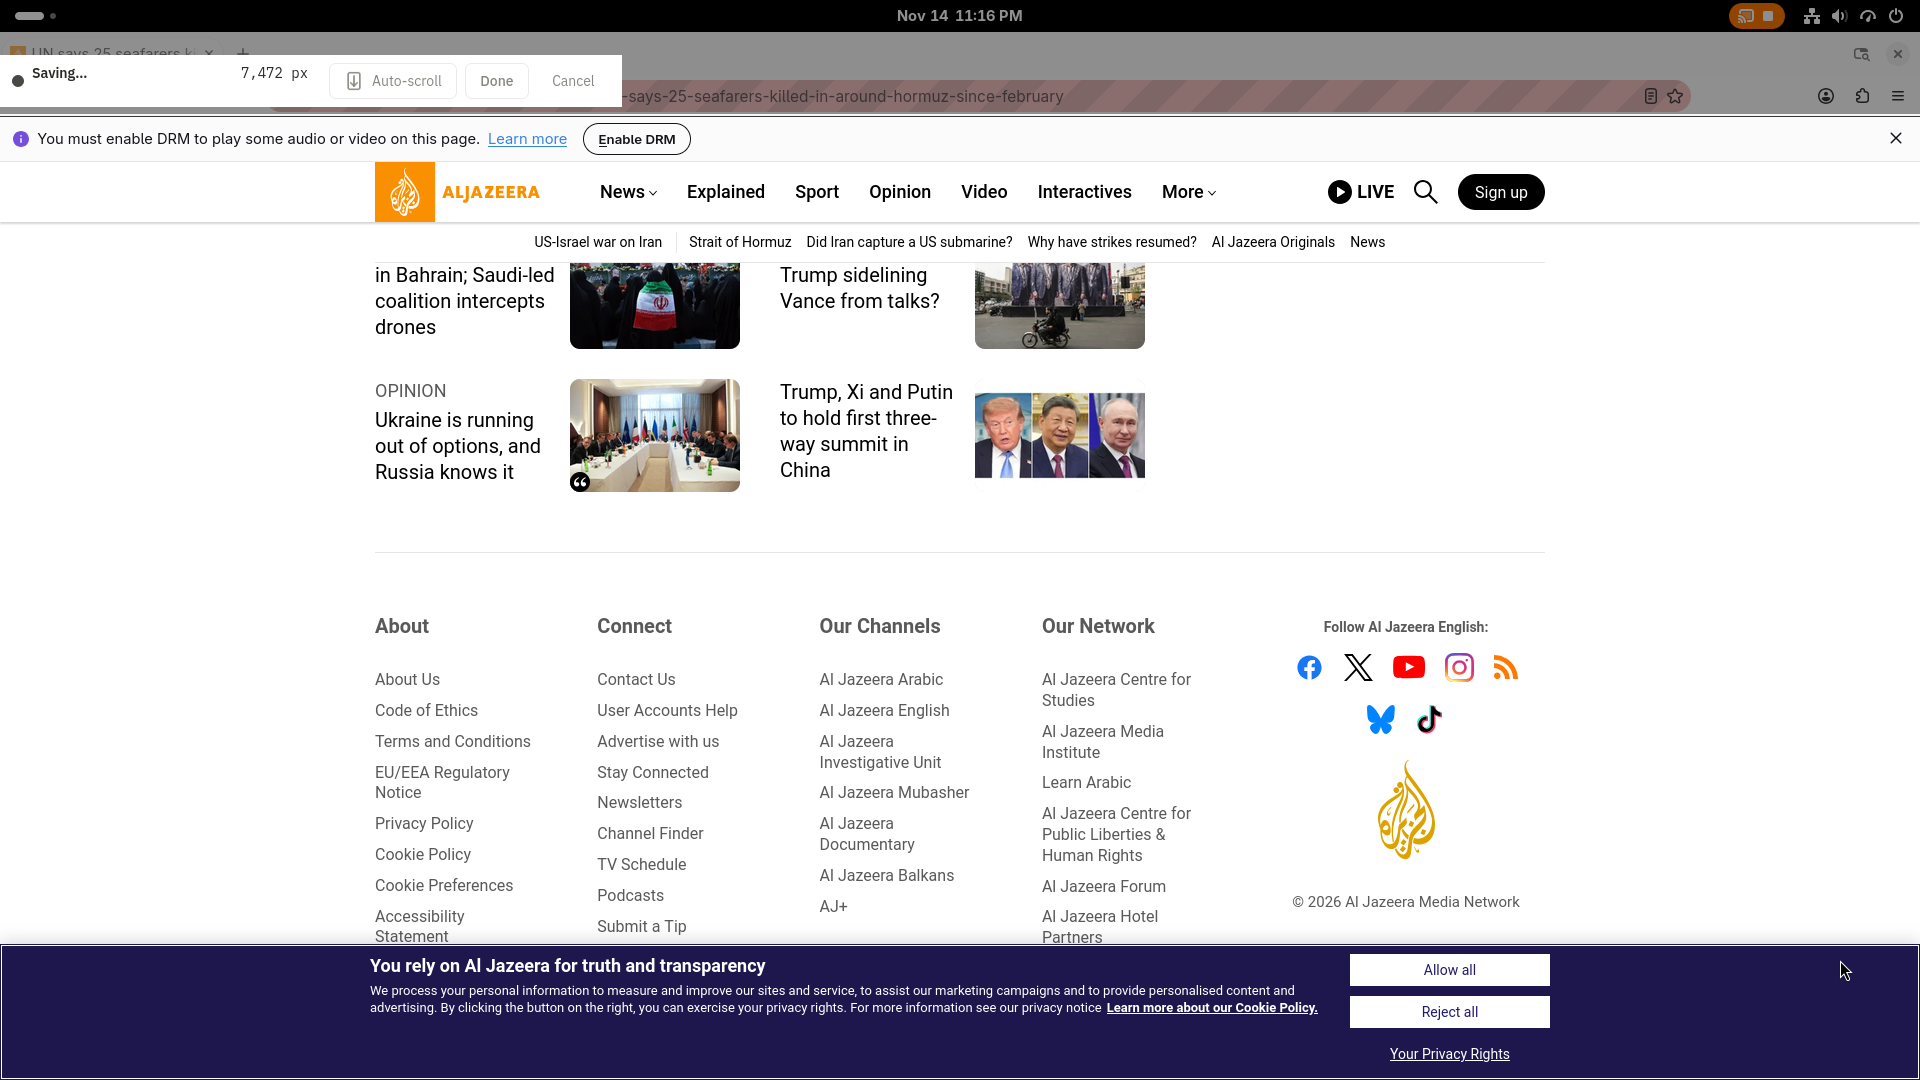 Nov 14 11:16 PM
UN says 25 seafarers ki
Saving...
7,472 px
Auto-scroll
Done
Cancel
-says-25-seafarers-killed-in-around-hormuz-since-february
You must enable DRM to play some audio or video on this page. Learn more
Enable DRM
ALJAZEERA
News
Explained
Sport
Opinion
Video
Interactives
More
LIVE
Sign up
US-Israel war on Iran
Strait of Hormuz
Did Iran capture a US submarine?
Why have strikes resumed?
Al Jazeera Originals
News
in Bahrain; Saudi-led
coalition intercepts
drones
Trump sidelining
Vance from talks?
OPINION
Ukraine is running
out of options, and
Russia knows it
Trump, Xi and Putin
to hold first three-
way summit in
China
About
About Us
Code of Ethics
Terms and Conditions
EU/EEA Regulatory
Notice
Privacy Policy
Cookie Policy
Cookie Preferences
Accessibility
Statement
Connect
Contact Us
User Accounts Help
Advertise with us
Stay Connected
Newsletters
Channel Finder
TV Schedule
Podcasts
Submit a Tip
Our Channels
Al Jazeera Arabic
Al Jazeera English
Al Jazeera
Investigative Unit
Al Jazeera Mubasher
Al Jazeera
Documentary
Al Jazeera Balkans
AJ+
Our Network
Al Jazeera Centre for
Studies
Al Jazeera Media
Institute
Learn Arabic
Al Jazeera Centre for
Public Liberties &
Human Rights
Al Jazeera Forum
Al Jazeera Hotel
Partners
Follow Al Jazeera English:
© 2026 Al Jazeera Media Network
You rely on Al Jazeera for truth and transparency
We process your personal information to measure and improve our sites and service, to assist our marketing campaigns and to provide personalised content and
advertising. By clicking the button on the right, you can exercise your privacy rights. For more information see our privacy notice Learn more about our Cookie Policy.
Allow all
Reject all
Your Privacy Rights